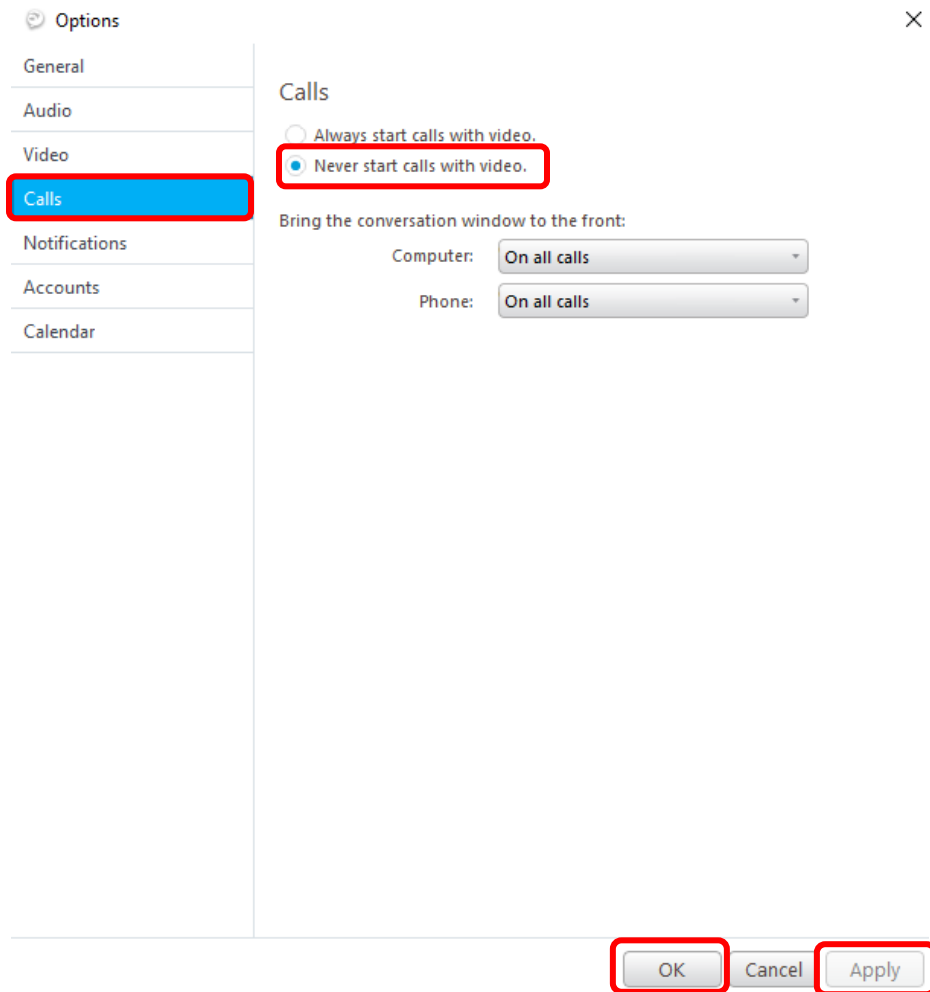 Options
General
Audio
Video
Calls
Notifications
Accounts
Calendar
Calls
Always start calls with video.
Never start calls with video.
Bring the conversation window to the front:
Computer: On all calls
Phone: On all calls
OK Cancel Apply